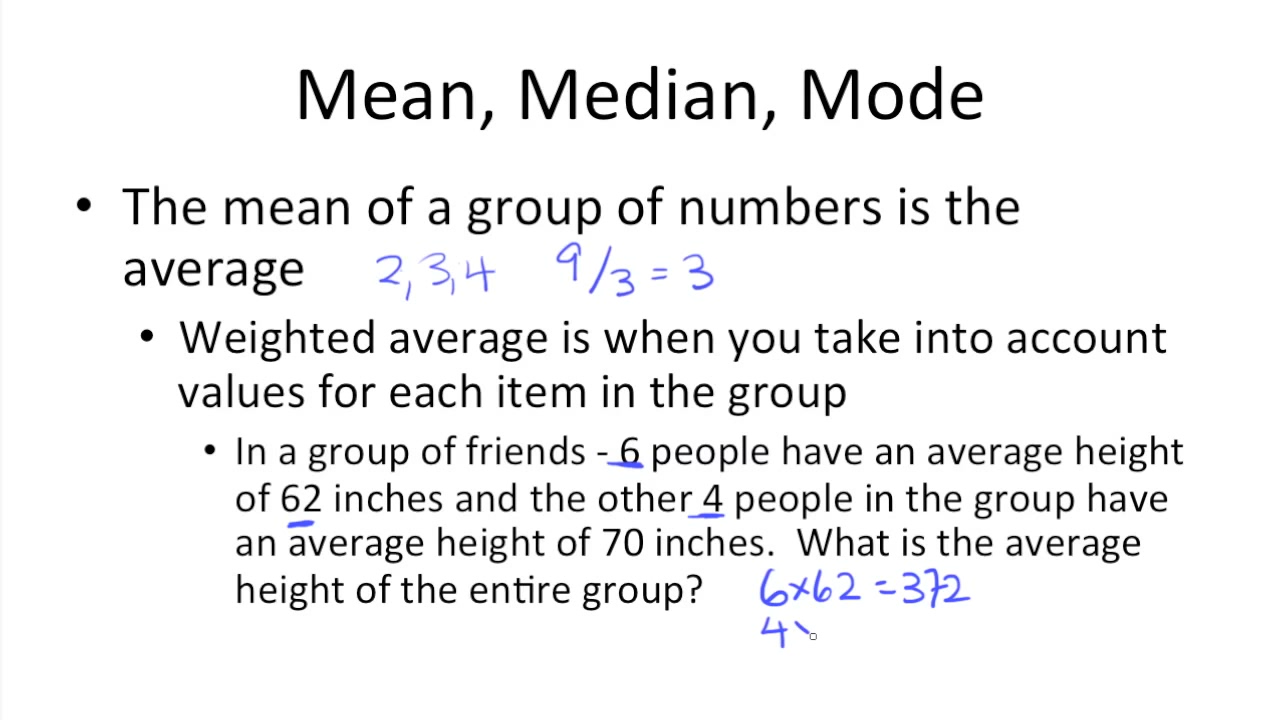 Mean, Median, Mode
• The mean of a group of numbers is the
average 2, 3, 4 9/3 = 3
• Weighted average is when you take into account
values for each item in the group
• In a group of friends - 6 people have an average height
of 62 inches and the other 4 people in the group have
an average height of 70 inches. What is the average
height of the entire group? 6×62 = 372
4